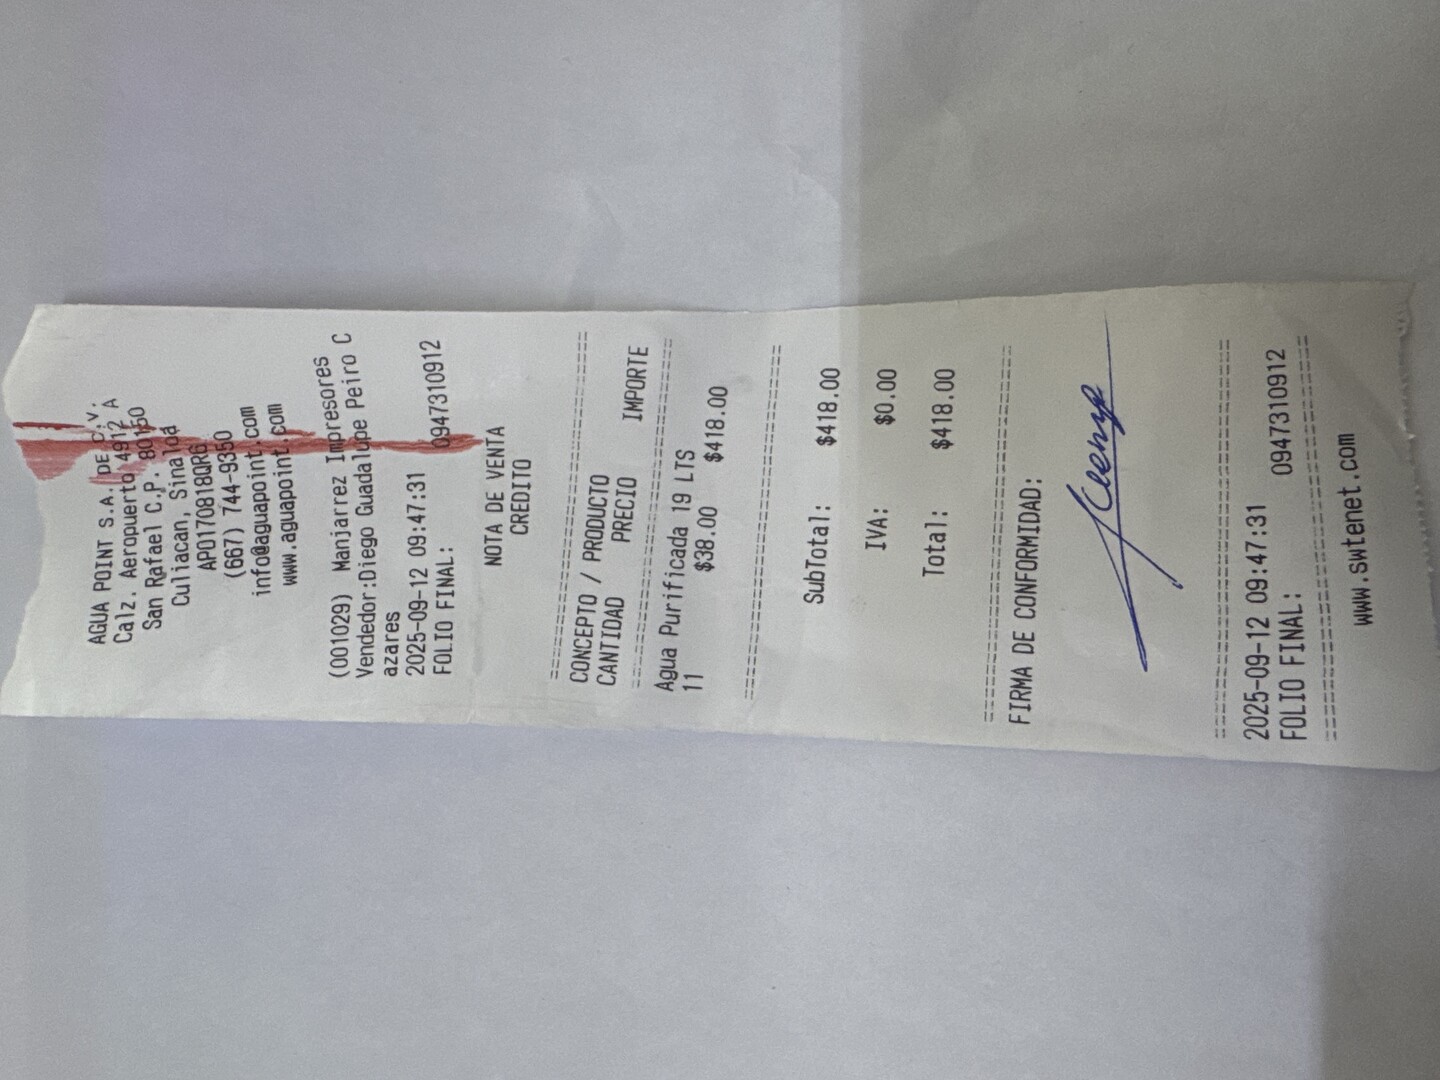 AGUA POINT S.A. DE C.V.
Calz. Aeropuerto 4912 A
San Rafael C.P. 80150
Culiacan, Sinaloa
APO170818QR6
(667) 744-9350
info@aguapoint.com
www.aguapoint.com
(001029) Manjarrez Impresores
Vendedor:Diego Guadalupe Peiro C
azares
2025-09-12 09:47:31
FOLIO FINAL: 0947310912
NOTA DE VENTA
CREDITO
================================
CONCEPTO / PRODUCTO
CANTIDAD PRECIO IMPORTE
================================
Agua Purificada 19 LTS
11 $38.00 $418.00
================================
SubTotal: $418.00
IVA: $0.00
Total: $418.00
================================
FIRMA DE CONFORMIDAD:
================================
2025-09-12 09:47:31
FOLIO FINAL: 0947310912
================================
www.swtenet.com